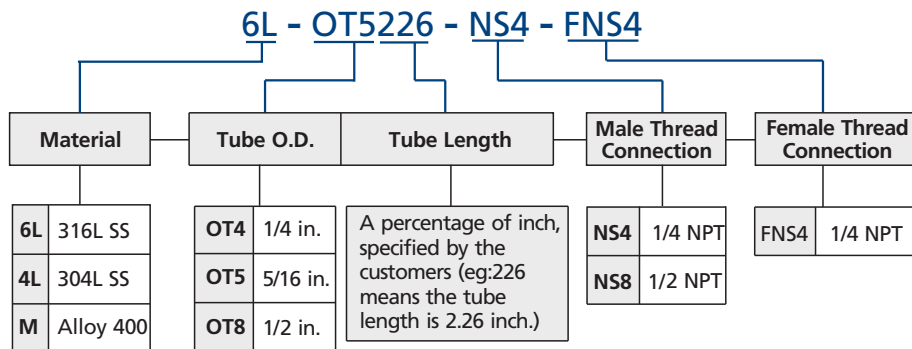 6L - OT5226 - NS4 - FNS4
Material
Tube O.D.
Tube Length
Male Thread
Connection
Female Thread
Connection
6L 316L SS
4L 304L SS
M Alloy 400
OT4 1/4 in.
OT5 5/16 in.
OT8 1/2 in.
A percentage of inch,
specified by the
customers (eg:226
means the tube
length is 2.26 inch.)
NS4 1/4 NPT
NS8 1/2 NPT
FNS4 1/4 NPT